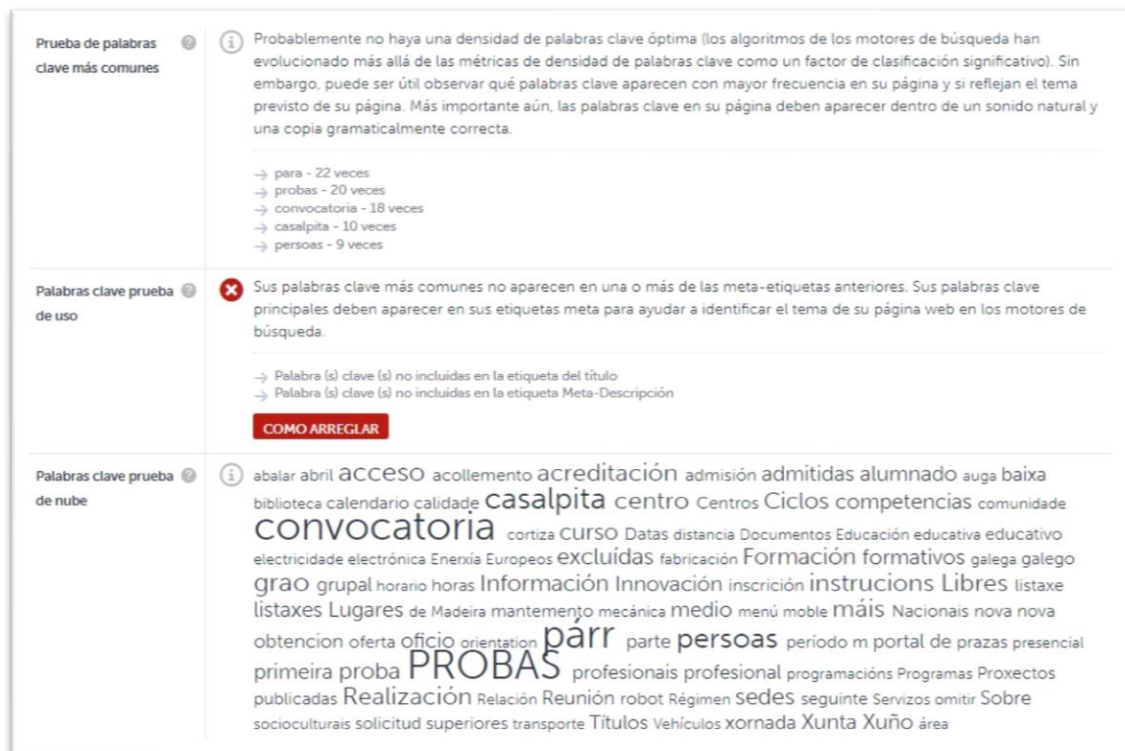 Prueba de palabras clave más comunes
Probablemente no haya una densidad de palabras clave óptima (los algoritmos de los motores de búsqueda han
evolucionado más allá de las métricas de densidad de palabras clave como un factor de clasificación significativo). Sin
embargo, puede ser útil observar qué palabras clave aparecen con mayor frecuencia en su página y si reflejan el tema
previsto de su página. Más importante aún, las palabras clave en su página deben aparecer dentro de un sonido natural y
una copia gramaticalmente correcta.
para - 22 veces
probas - 20 veces
convocatoria - 18 veces
casalpita - 10 veces
persoas - 9 veces
Palabras clave prueba de uso
Sus palabras clave más comunes no aparecen en una o más de las meta-etiquetas anteriores. Sus palabras clave
principales deben aparecer en sus etiquetas meta para ayudar a identificar el tema de su página web en los motores de
búsqueda.
Palabra (s) clave (s) no incluidas en la etiqueta del título
Palabra (s) clave (s) no incluidas en la etiqueta Meta-Descripción
COMO ARREGLAR
Palabras clave prueba de nube
abalar abril acceso acollemento acreditación admisión admitidas alumnado auga baixa
biblioteca calendario calidade casalpita centro Centros Ciclos competencias comunidade
convocatoria cortiza curso Datas distancia Documentos Educación educativa educativo
electricidade electrónica Enerxía Europeos excluídas fabricación Formación formativos galega galego
grao grupal horario horas Información Innovación inscrición instrucions Libres listaxe
listaxes Lugares de Madeira mantemento mecánica medio menú moble máis Nacionais nova nova
obtencion oferta oficio orientation párr parte persoas período m portal de prazas presencial
primeira proba PROBAS profesionais profesional programacións Programas Proxectos
publicadas Realización Relación Reunión robot Régimen sedes seguinte Servizos omitir Sobre
socioculturais solicitud superiores transporte Títulos Vehículos xornada Xunta Xuño área